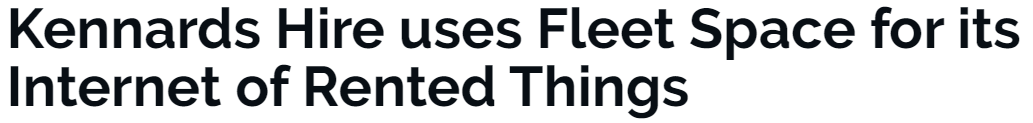 Kennards Hire uses Fleet Space for its
Internet of Rented Things